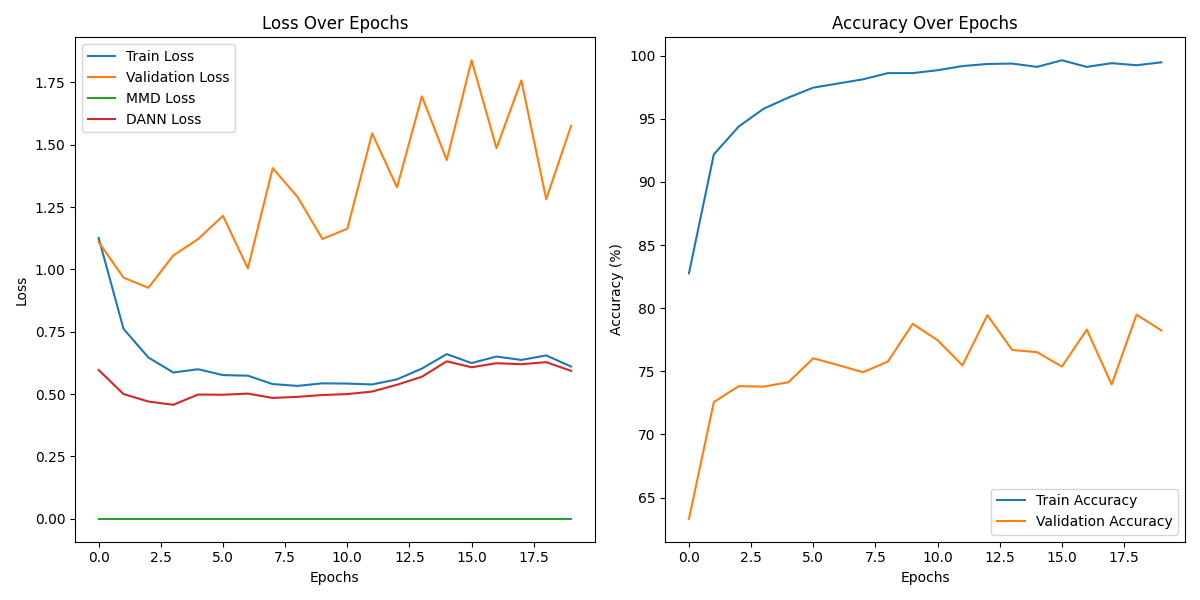 Loss Over Epochs
Train Loss
Validation Loss
MMD Loss
DANN Loss
1.75
1.50
1.25
1.00
0.75
0.50
0.25
0.00
Loss
0.0 2.5 5.0 7.5 10.0 12.5 15.0 17.5
Epochs
Accuracy Over Epochs
100
95
90
85
80
75
70
65
Accuracy (%)
Train Accuracy
Validation Accuracy
0.0 2.5 5.0 7.5 10.0 12.5 15.0 17.5
Epochs